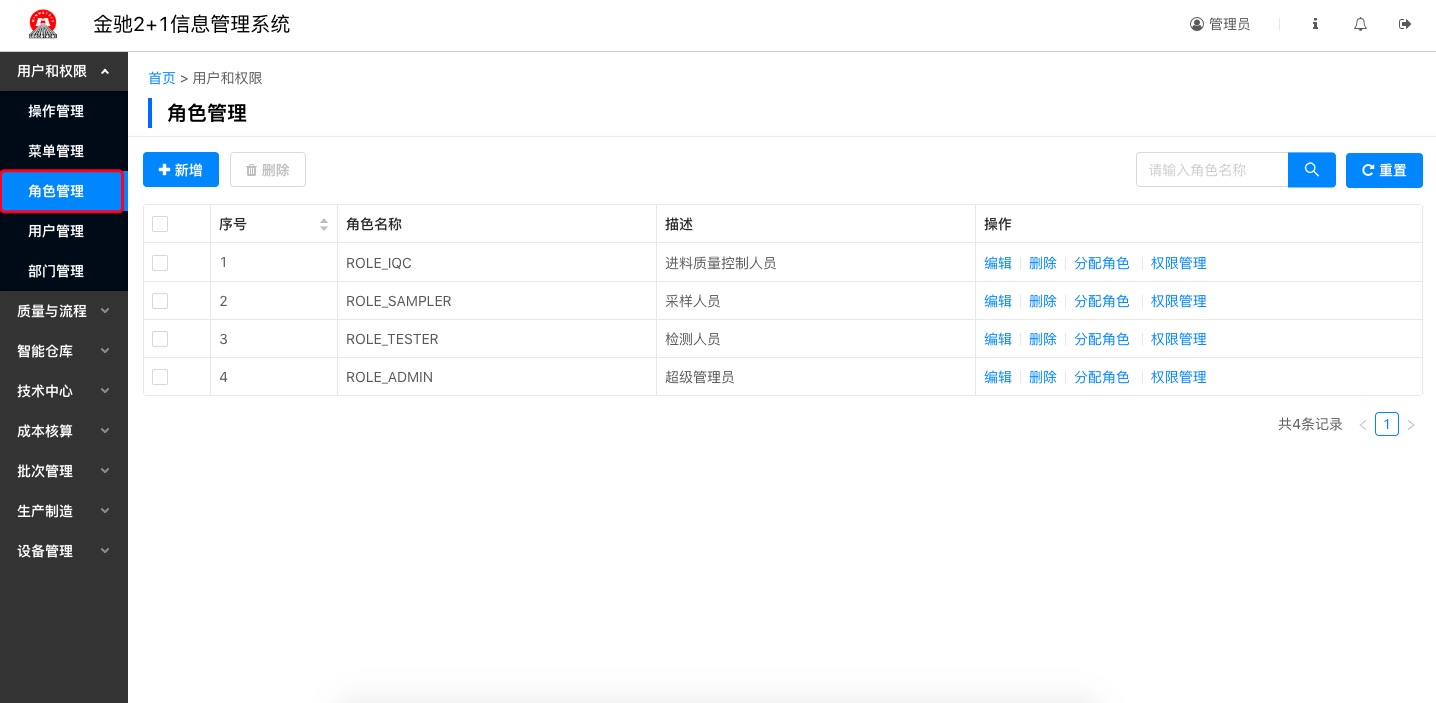 金驰2+1信息管理系统
管理员
用户和权限
操作管理
菜单管理
角色管理
用户管理
部门管理
质量与流程
智能仓库
技术中心
成本核算
批次管理
生产制造
设备管理
首页 > 用户和权限
角色管理
新增 删除 请输入角色名称 重置
序号 角色名称 描述 操作
1 ROLE_IQC 进料质量控制人员 编辑 删除 分配角色 权限管理
2 ROLE_SAMPLER 采样人员 编辑 删除 分配角色 权限管理
3 ROLE_TESTER 检测人员 编辑 删除 分配角色 权限管理
4 ROLE_ADMIN 超级管理员 编辑 删除 分配角色 权限管理
共4条记录 < 1 >